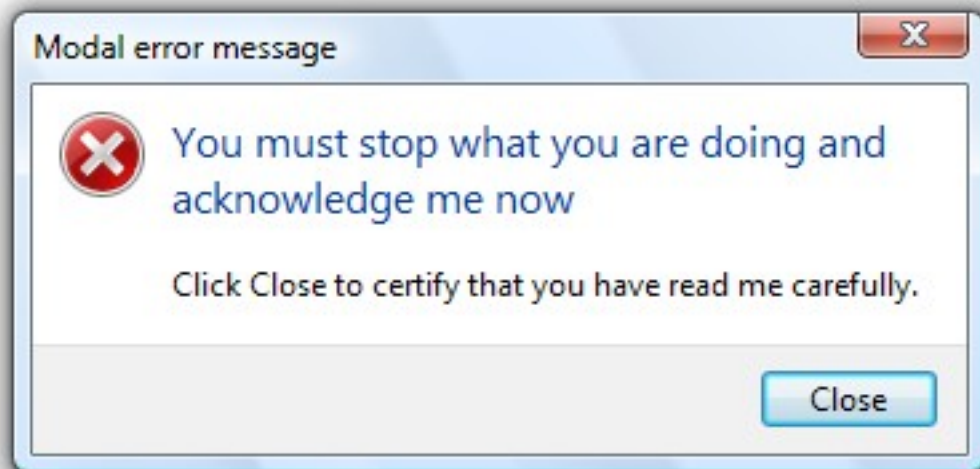 Modal error message
You must stop what you are doing and
acknowledge me now
Click Close to certify that you have read me carefully.
Close